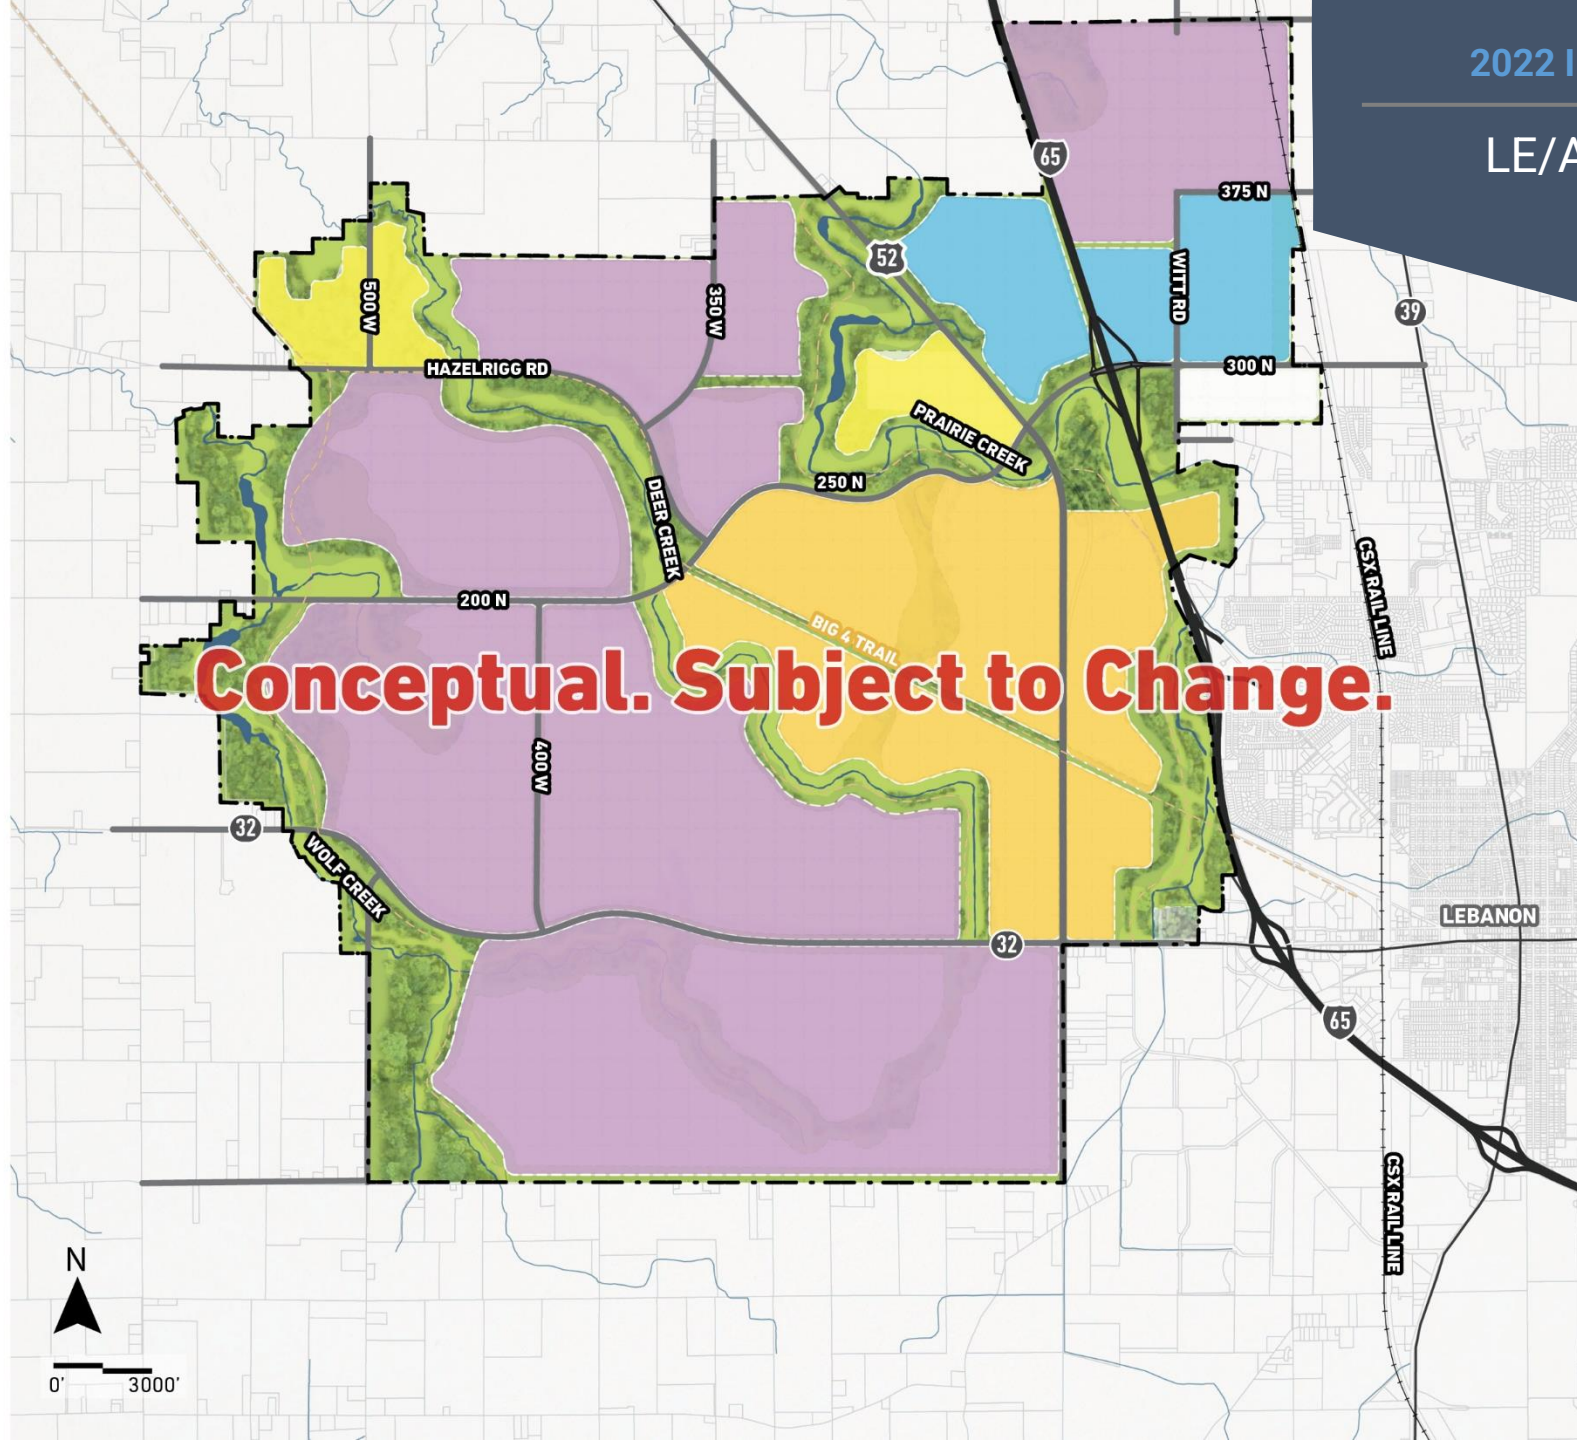 2022 I
LE/A
65
375 N
52
WITT RD
500 W
350 W
39
HAZELRIGG RD
300 N
PRAIRIE CREEK
250 N
DEER CREEK
CSX RAIL LINE
200 N
BIG 4 TRAIL
Conceptual. Subject to Change.
400 W
32
WOLF CREEK
LEBANON
32
65
CSX RAIL LINE
N
0' 3000'